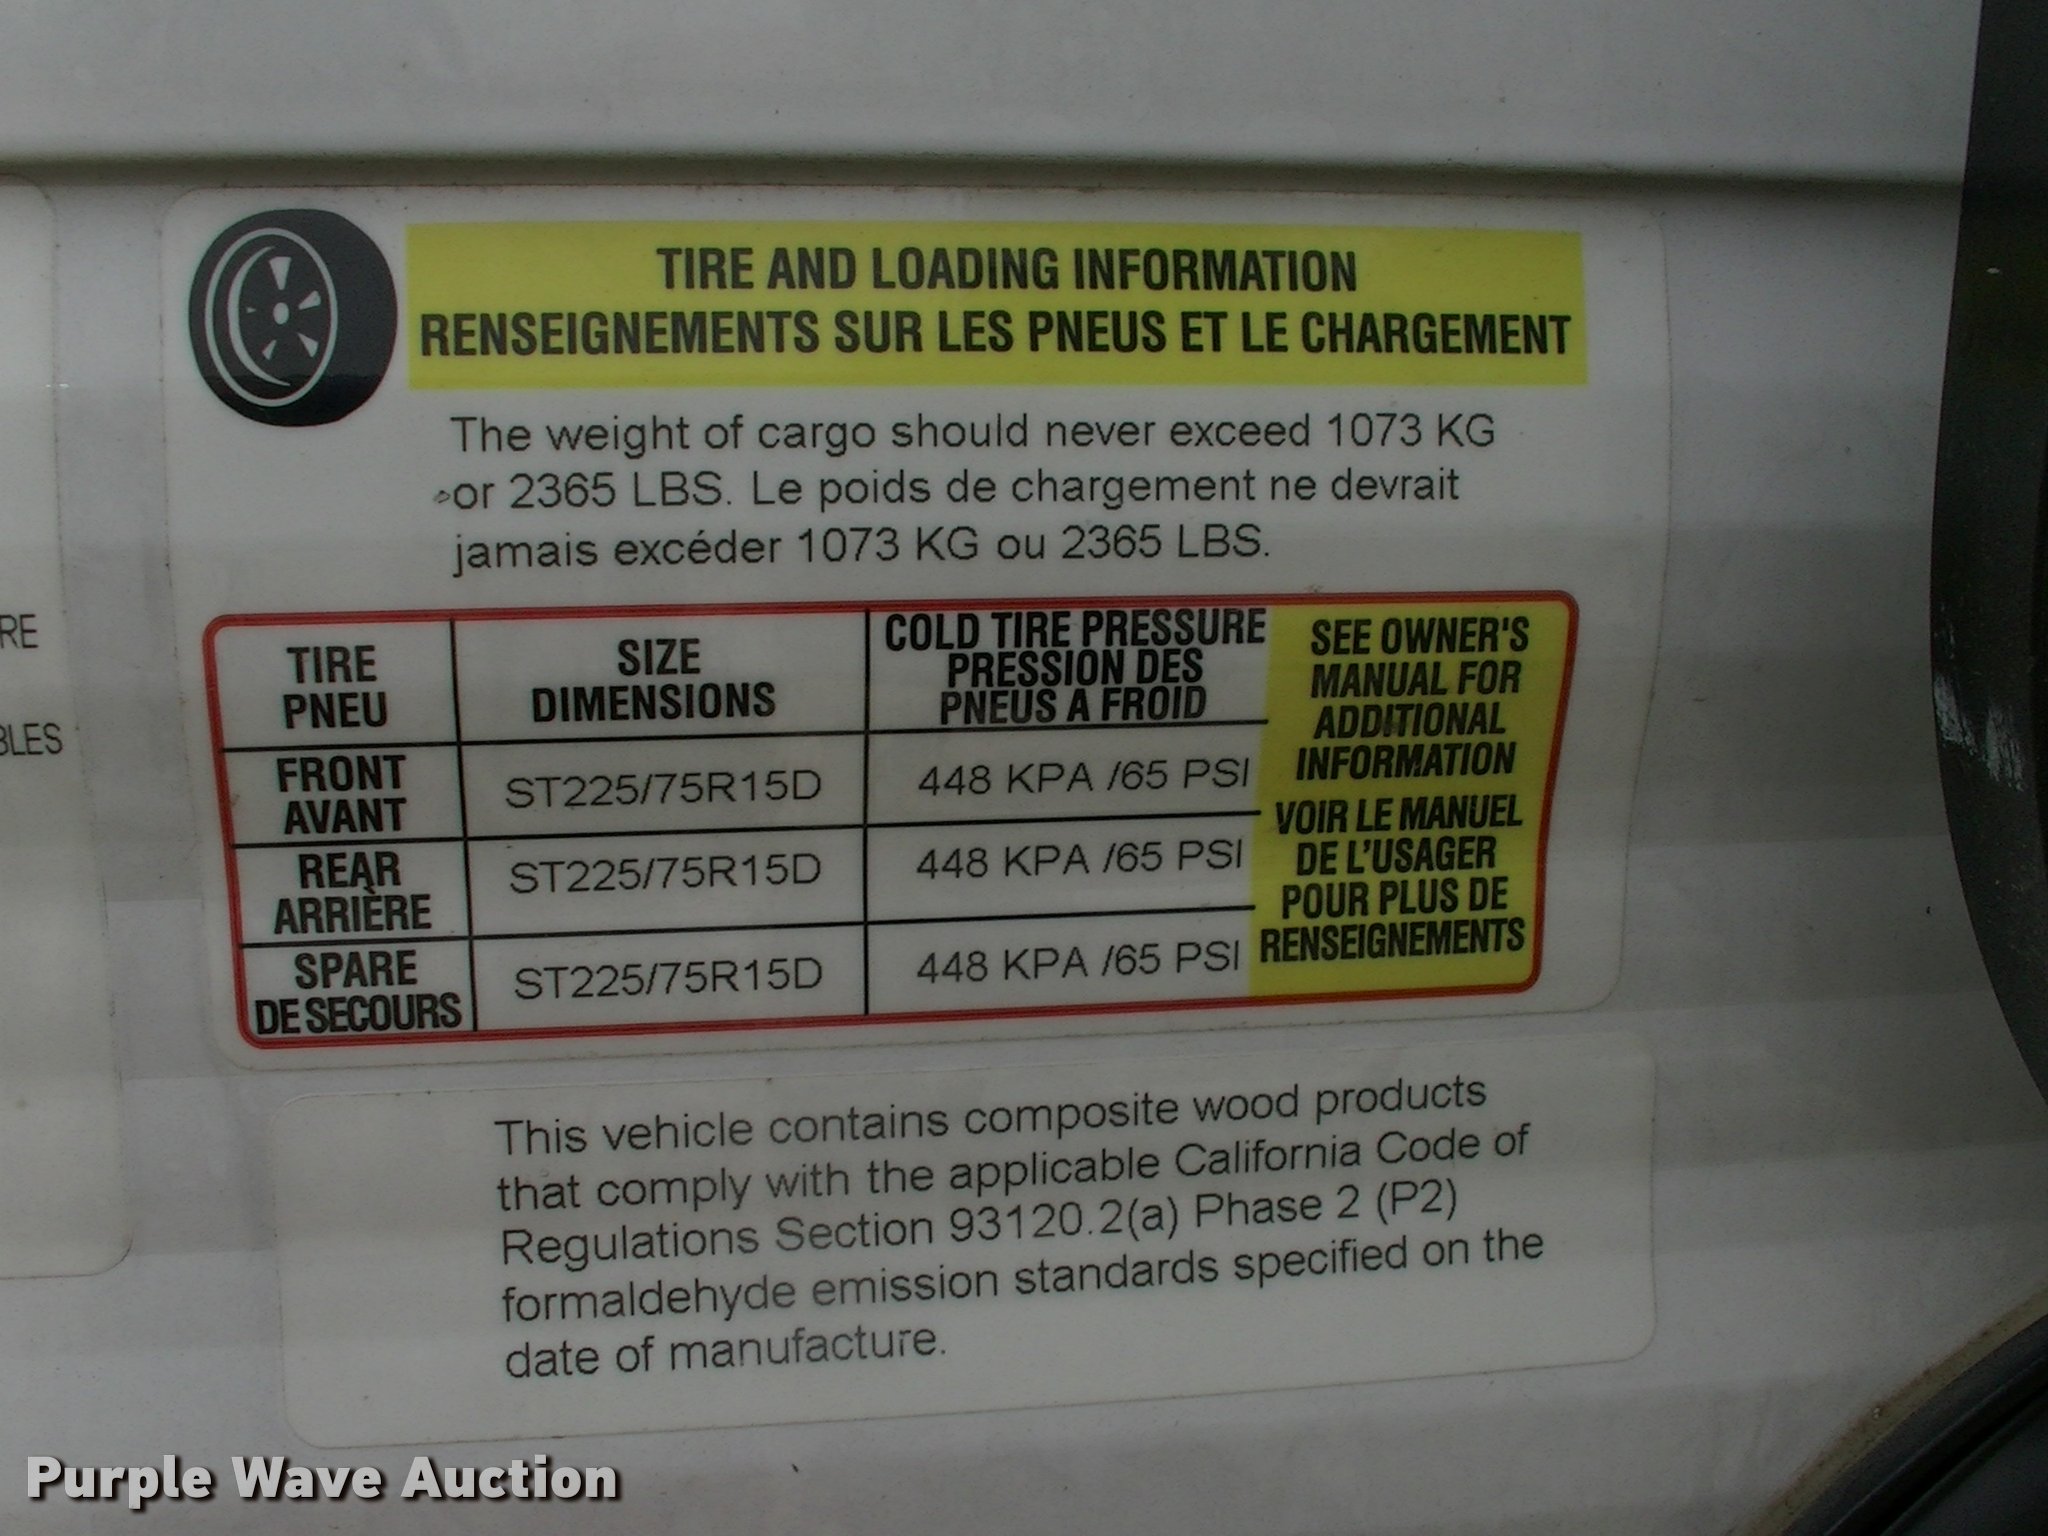 TIRE AND LOADING INFORMATION
RENSEIGNEMENTS SUR LES PNEUS ET LE CHARGEMENT
The weight of cargo should never exceed 1073 KG
or 2365 LBS. Le poids de chargement ne devrait
jamais excéder 1073 KG ou 2365 LBS.
RE
BLES
TIRE
PNEU
SIZE
DIMENSIONS
COLD TIRE PRESSURE
PRESSION DES
PNEUS A FROID
SEE OWNER'S
MANUAL FOR
ADDITIONAL
INFORMATION
VOIR LE MANUEL
DE L'USAGER
POUR PLUS DE
RENSEIGNEMENTS
FRONT
AVANT
ST225/75R15D
448 KPA /65 PSI
REAR
ARRIÈRE
ST225/75R15D
448 KPA /65 PSI
SPARE
DE SECOURS
ST225/75R15D
448 KPA /65 PSI
This vehicle contains composite wood products
that comply with the applicable California Code of
Regulations Section 93120.2(a) Phase 2 (P2)
formaldehyde emission standards specified on the
date of manufacture.
Purple Wave Auction